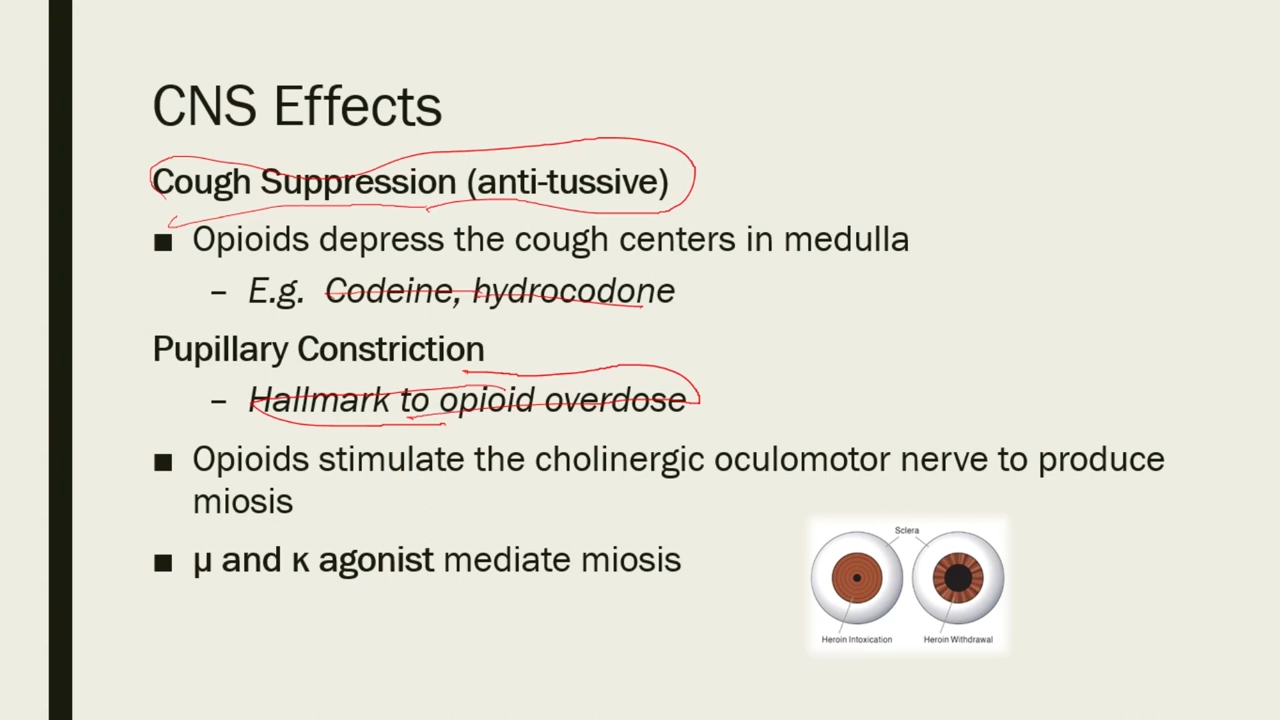 CNS Effects
Cough Suppression (anti-tussive)
■ Opioids depress the cough centers in medulla
– E.g. Codeine, hydrocodone
Pupillary Constriction
– Hallmark to opioid overdose
■ Opioids stimulate the cholinergic oculomotor nerve to produce
miosis
■ μ and κ agonist mediate miosis
Sclera
Heroin Intoxication
Heroin Withdrawal